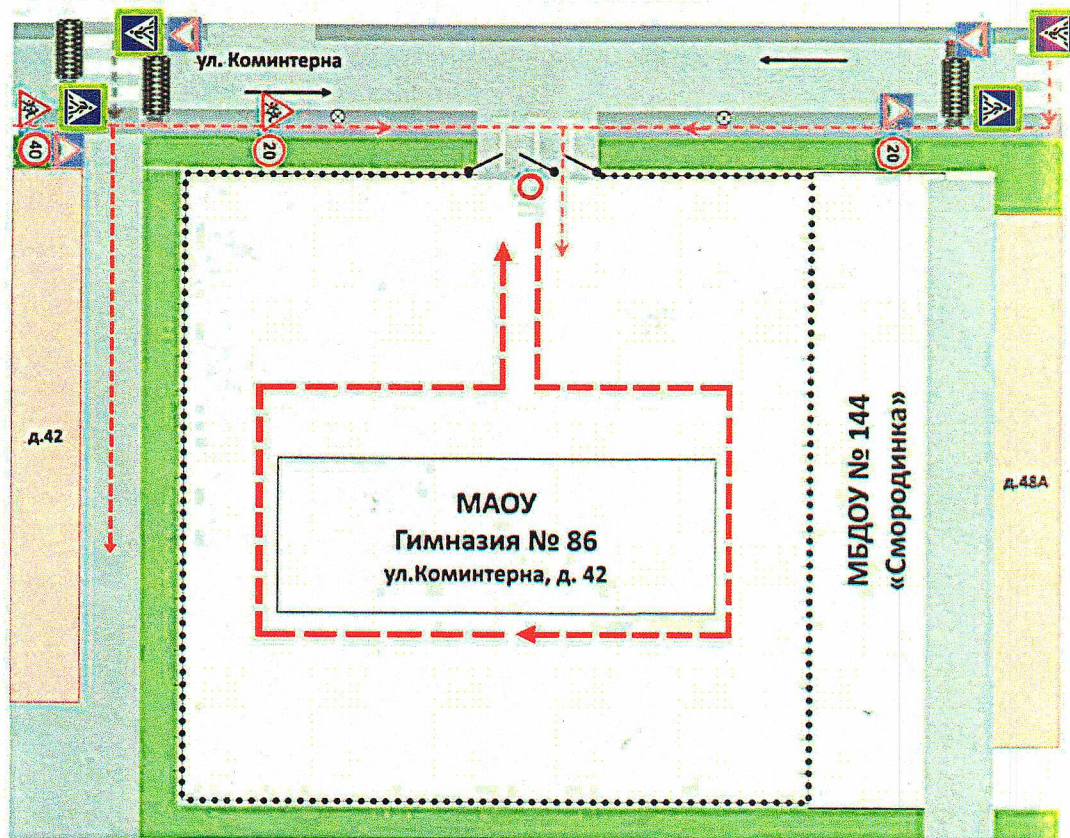 ул. Коминтерна
40
20
20
д.42
МАОУ
Гимназия № 86
ул.Коминтерна, д. 42
МБДОУ № 144
«Смородинка»
д.48А